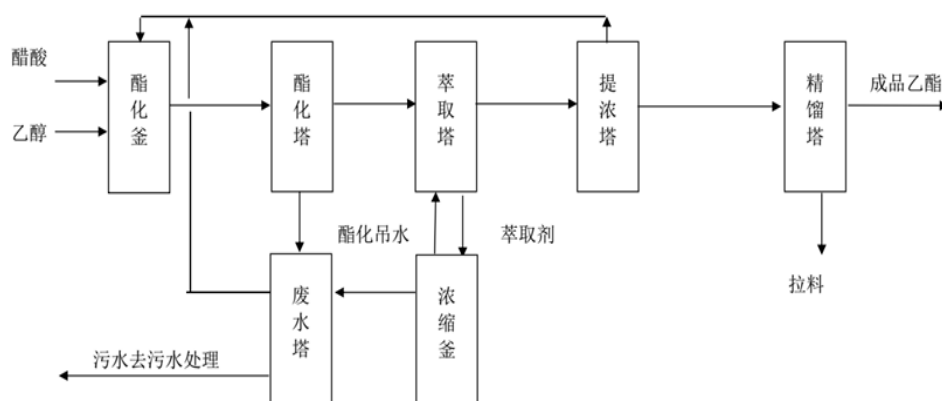 醋酸
乙醇
酯化釜
酯化塔
萃取塔
提浓塔
精馏塔
成品乙酯
酯化吊水
萃取剂
拉料
废水塔
浓缩釜
污水去污水处理